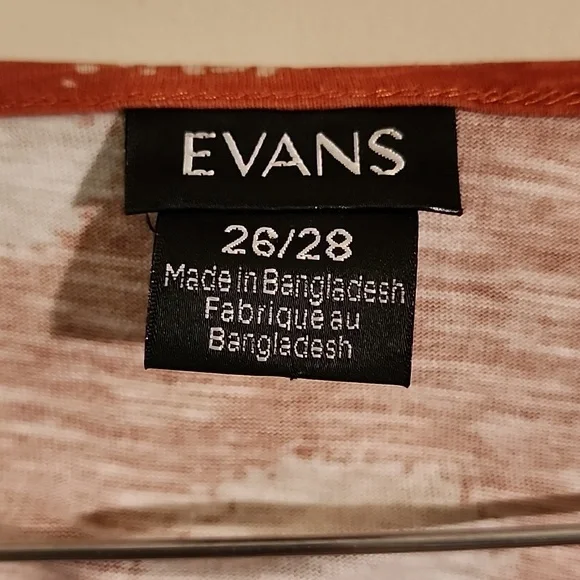 EVANS
26/28
Made in Bangladesh
Fabrique au
Bangladesh